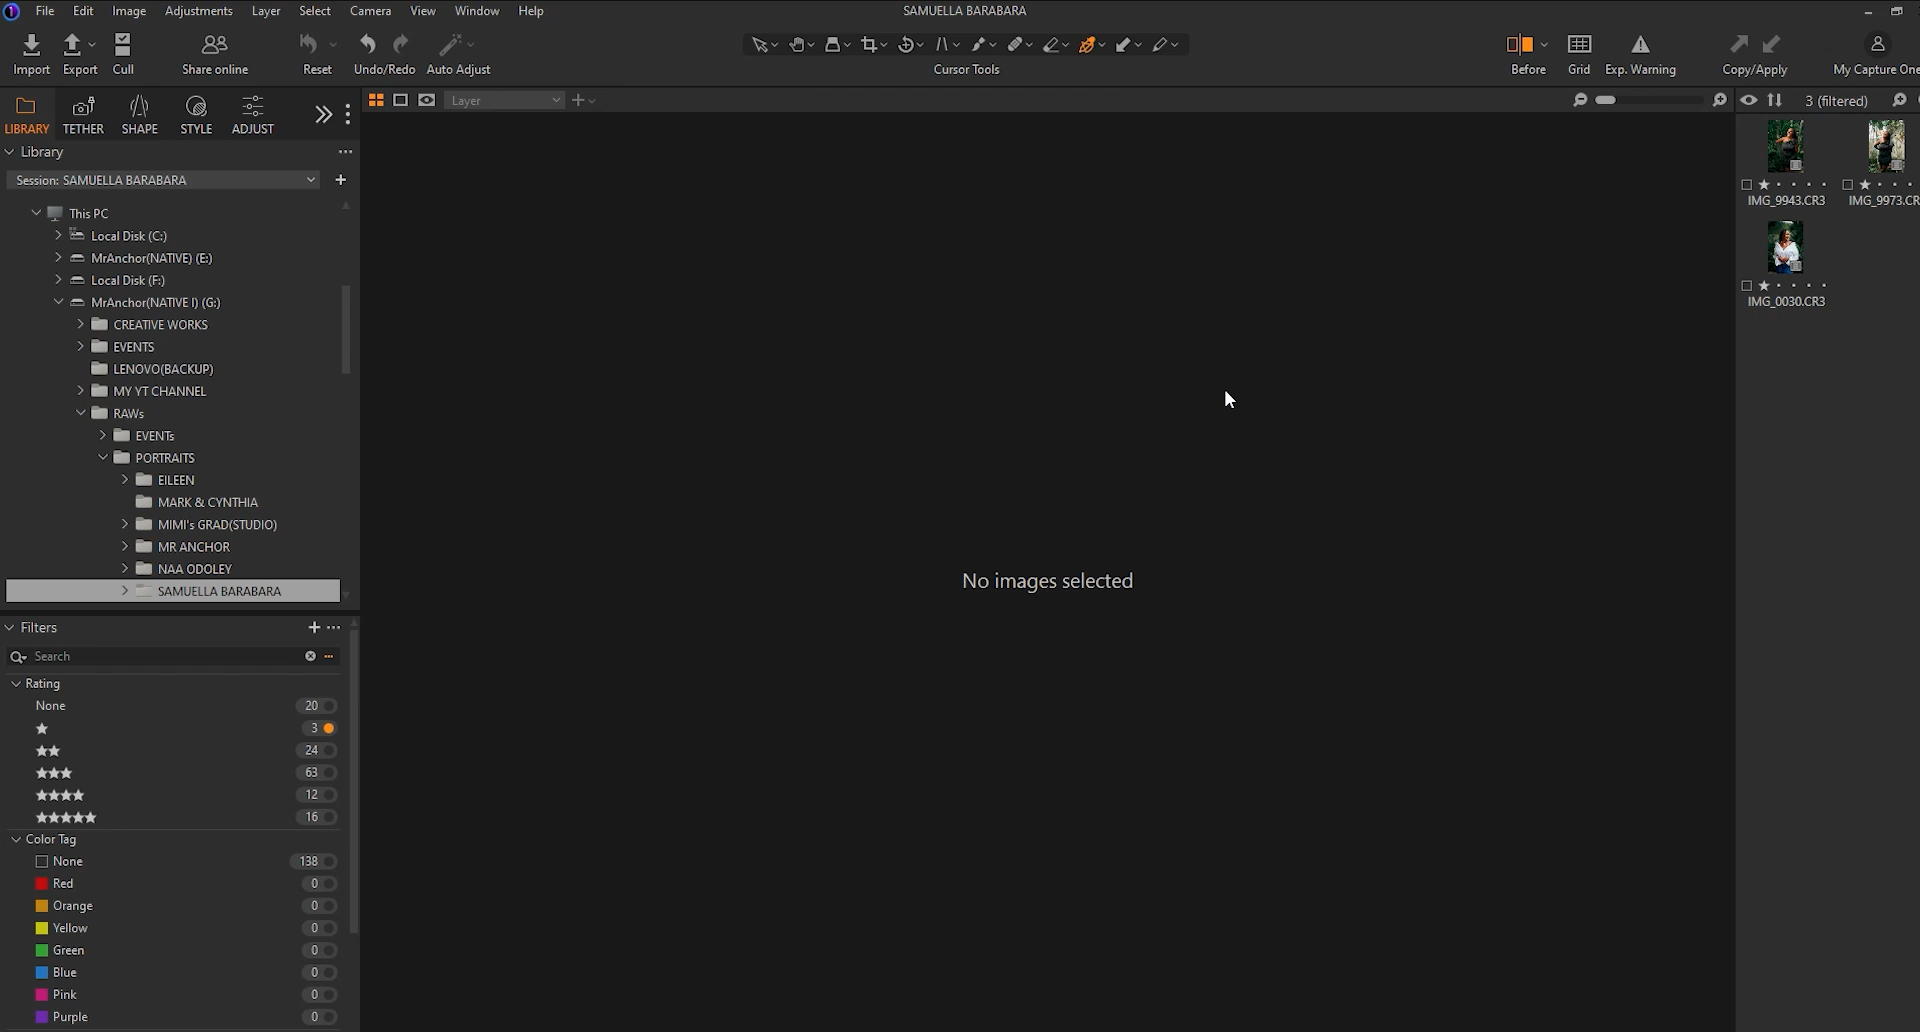 File Edit Image Adjustments Layer Select Camera View Window Help
SAMUELLA BARABARA
Import Export Cull Share online Reset Undo/Redo Auto Adjust
Cursor Tools
Before Grid Exp. Warning Copy/Apply My Capture One
LIBRARY TETHER SHAPE STYLE ADJUST
Layer
3 (filtered)
Library
Session: SAMUELLA BARABARA
This PC
Local Disk (C:)
MrAnchor(NATIVE) (E:)
Local Disk (F:)
MrAnchor(NATIVE I) (G:)
CREATIVE WORKS
EVENTS
LENOVO(BACKUP)
MY YT CHANNEL
RAWs
EVENTs
PORTRAITS
EILEEN
MARK & CYNTHIA
MIMI's GRAD(STUDIO)
MR ANCHOR
NAA ODOLEY
SAMUELLA BARABARA
Filters
Search
Rating
None 20
3
24
63
12
16
Color Tag
None 138
Red 0
Orange 0
Yellow 0
Green 0
Blue 0
Pink 0
Purple 0
No images selected
IMG_9943.CR3 IMG_9973.CR
IMG_0030.CR3